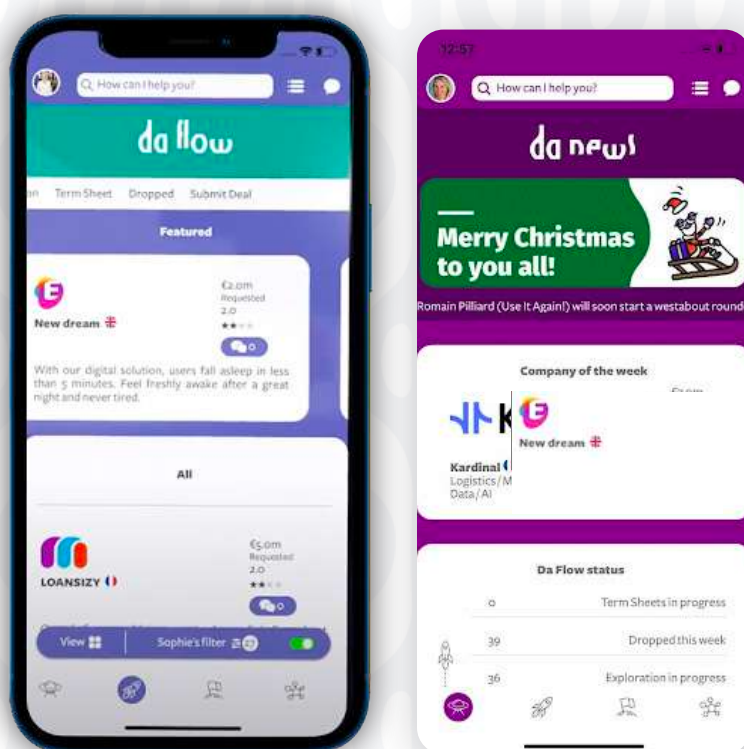 How can I help you?
da flow
on Term Sheet Dropped Submit Deal
Featured
€2.0m
Requested
2.0
New dream
0
With our digital solution, users fall asleep in less
than 5 minutes. Feel freshly awake after a great
night and never tired.
All
€5.0m
Requested
2.0
LOANSIZY
0
View
Sophie's filter 27
12:57
How can I help you?
da news
Merry Christmas
to you all!
Romain Pilliard (Use It Again!) will soon start a westabout round
Company of the week
K
E
New dream
Kardinal
Logistics/M
Data/AI
Da Flow status
0 Term Sheets in progress
39 Dropped this week
36 Exploration in progress